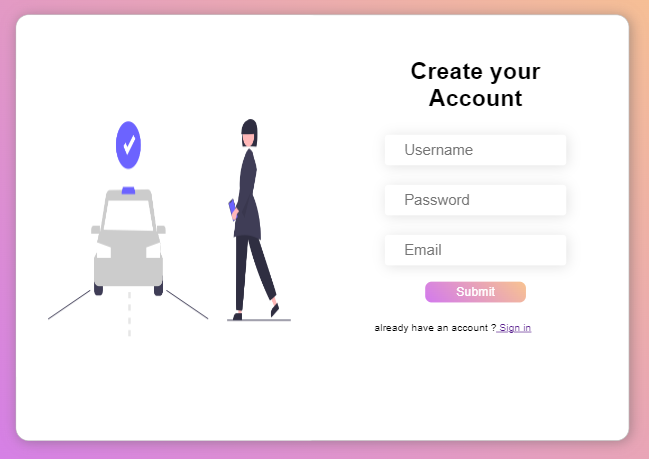 Create your
Account
Username
Password
Email
Submit
already have an account ? Sign in